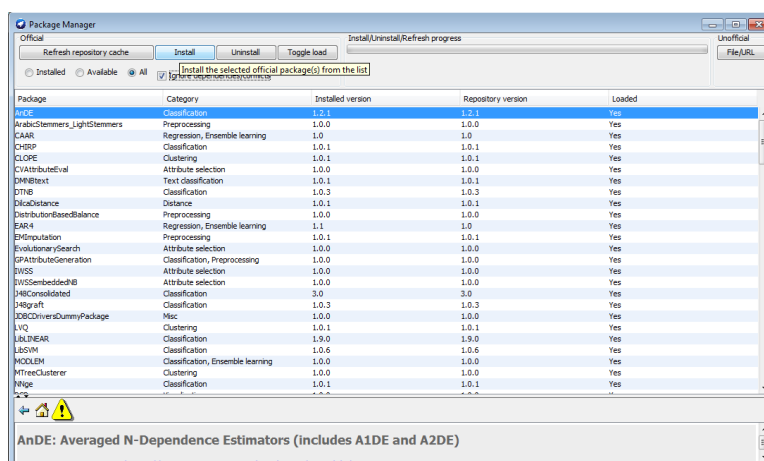 Package Manager
Official Install/Uninstall/Refresh progress Unofficial
Refresh repository cache Install Uninstall Toggle load File/URL
Installed Available All Install the selected official package(s) from the list
Package Category Installed version Repository version Loaded
AnDE Classification 1.2.1 1.2.1 Yes
ArabicStemmers_LightStemmers Preprocessing 1.0.0 1.0.0 Yes
CAAR Regression, Ensemble learning 1.0 1.0 Yes
CHIRP Classification 1.0.1 1.0.1 Yes
CLOPE Clustering 1.0.1 1.0.1 Yes
CVAttributeEval Attribute selection 1.0.0 1.0.0 Yes
DMNBtext Text classification 1.0.1 1.0.1 Yes
DTNB Classification 1.0.3 1.0.3 Yes
DilcaDistance Distance 1.0.1 1.0.1 Yes
DistributionBasedBalance Preprocessing 1.0.0 1.0.0 Yes
EAR4 Regression, Ensemble learning 1.1 1.0 Yes
EMImputation Preprocessing 1.0.1 1.0.1 Yes
EvolutionarySearch Attribute selection 1.0.0 1.0.0 Yes
GPAttributeGeneration Classification, Preprocessing 1.0.0 1.0.0 Yes
IWSS Attribute selection 1.0.0 1.0.0 Yes
IWSSembeddedNB Attribute selection 1.0.0 1.0.0 Yes
J48Consolidated Classification 3.0 3.0 Yes
J48graft Classification 1.0.3 1.0.3 Yes
JDBCDriversDummyPackage Misc 1.0.0 1.0.0 Yes
LVQ Clustering 1.0.1 1.0.1 Yes
LibLINEAR Classification 1.9.0 1.9.0 Yes
LibSVM Classification 1.0.6 1.0.6 Yes
MODLEM Classification, Ensemble learning 1.0.0 1.0.0 Yes
MTreeClusterer Clustering 1.0.0 1.0.0 Yes
NNge Classification 1.0.1 1.0.1 Yes
AnDE: Averaged N-Dependence Estimators (includes A1DE and A2DE)